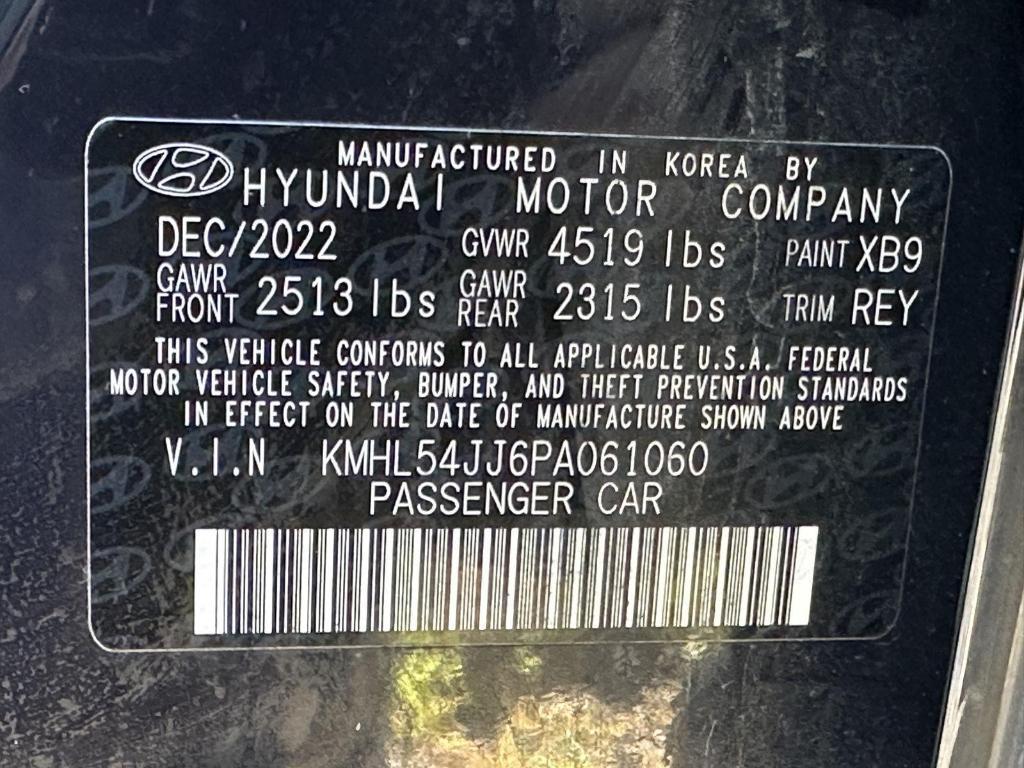 MANUFACTURED IN KOREA BY
HYUNDAI MOTOR COMPANY
DEC/2022 GVWR 4519 lbs PAINT XB9
GAWR FRONT 2513 lbs GAWR REAR 2315 lbs TRIM REY
THIS VEHICLE CONFORMS TO ALL APPLICABLE U.S.A. FEDERAL
MOTOR VEHICLE SAFETY, BUMPER, AND THEFT PREVENTION STANDARDS
IN EFFECT ON THE DATE OF MANUFACTURE SHOWN ABOVE
V.I.N KMHL54JJ6PA061060
PASSENGER CAR